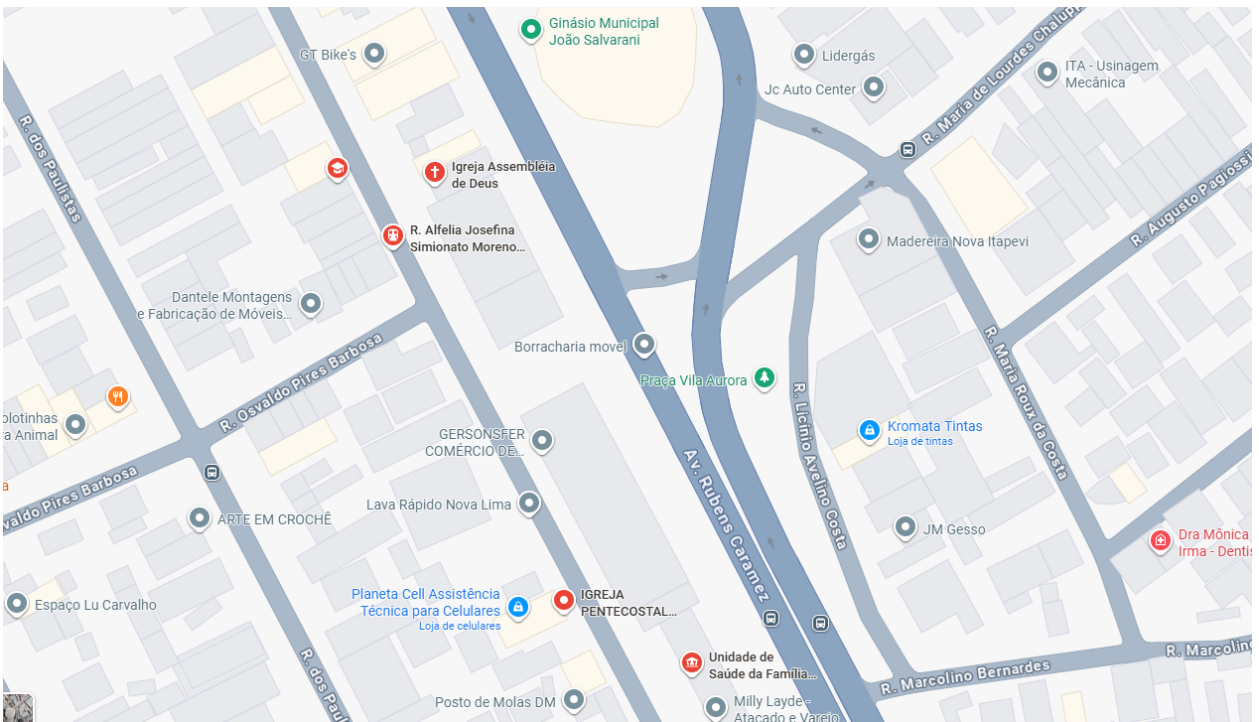 Ginásio Municipal
João Salvarani
GT Bike's
Lidergás
ITA - Usinagem
Mecânica
Jc Auto Center
R. Maria de Lourdes Chalupp
R. dos Paulistas
Igreja Assembléia
de Deus
R. Augusto Pagiossi
R. Alfelia Josefina
Simionato Moreno...
Madereira Nova Itapevi
Dantele Montagens
e Fabricação de Móveis...
Borracharia movel
R. Osvaldo Pires Barbosa
Praça Vila Aurora
R. Licínio Avelino Costa
R. Maria Roux da Costa
olotinhas
a Animal
Kromata Tintas
Loja de tintas
GERSONSFER
COMÉRCIO DE...
Av. Rubens Caramez
valdo Pires Barbosa
a
Lava Rápido Nova Lima
ARTE EM CROCHÊ
JM Gesso
Dra Mônica
Irma - Dentis
Planeta Cell Assistência
Técnica para Celulares
Loja de celulares
IGREJA
PENTECOSTAL...
Espaço Lu Carvalho
R. dos Paul
Unidade de
Saúde da Família...
R. Marcolino Bernardes
R. Marcolino
Posto de Molas DM
Milly Layde -
Atacado e Varejo